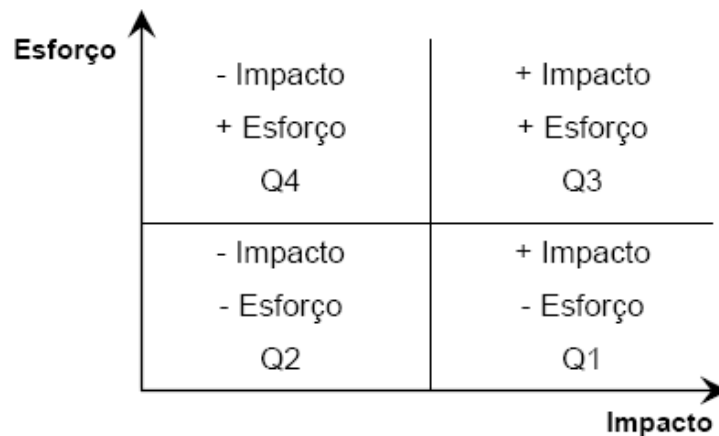 Esforço
- Impacto
+ Esforço
Q4
+ Impacto
+ Esforço
Q3
- Impacto
- Esforço
Q2
+ Impacto
- Esforço
Q1
Impacto